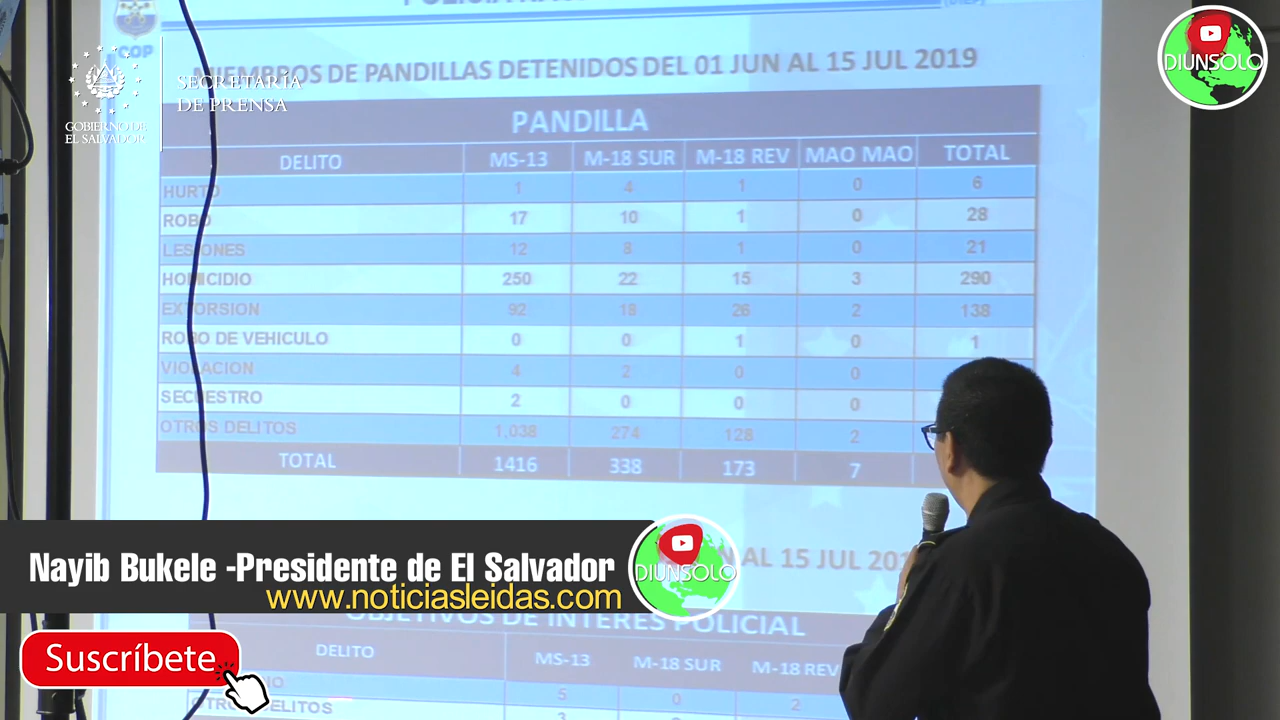 COP
SECRETARÍA
DE PRENSA
GOBIERNO DE
EL SALVADOR
DIUNSOLO
MIEMBROS DE PANDILLAS DETENIDOS DEL 01 JUN AL 15 JUL 2019
PANDILLA
DELITO MS-13 M-18 SUR M-18 REV MAO MAO TOTAL
HURTO 1 4 1 0 6
ROBO 17 10 1 0 28
LESIONES 12 8 1 0 21
HOMICIDIO 250 22 15 3 290
EXTORSION 92 18 26 2 138
ROBO DE VEHICULO 0 0 1 0 1
VIOLACION 4 2 0 0
SECUESTRO 2 0 0 0
OTROS DELITOS 1,038 274 128 2
TOTAL 1416 338 173 7
Nayib Bukele -Presidente de El Salvador
www.noticiasleidas.com
DIUNSOLO
AL 15 JUL 201
OBJETIVOS DE INTERES POLICIAL
DELITO MS-13 M-18 SUR M-18 REV
5 0 2
OTROS DELITOS 3
Suscríbete